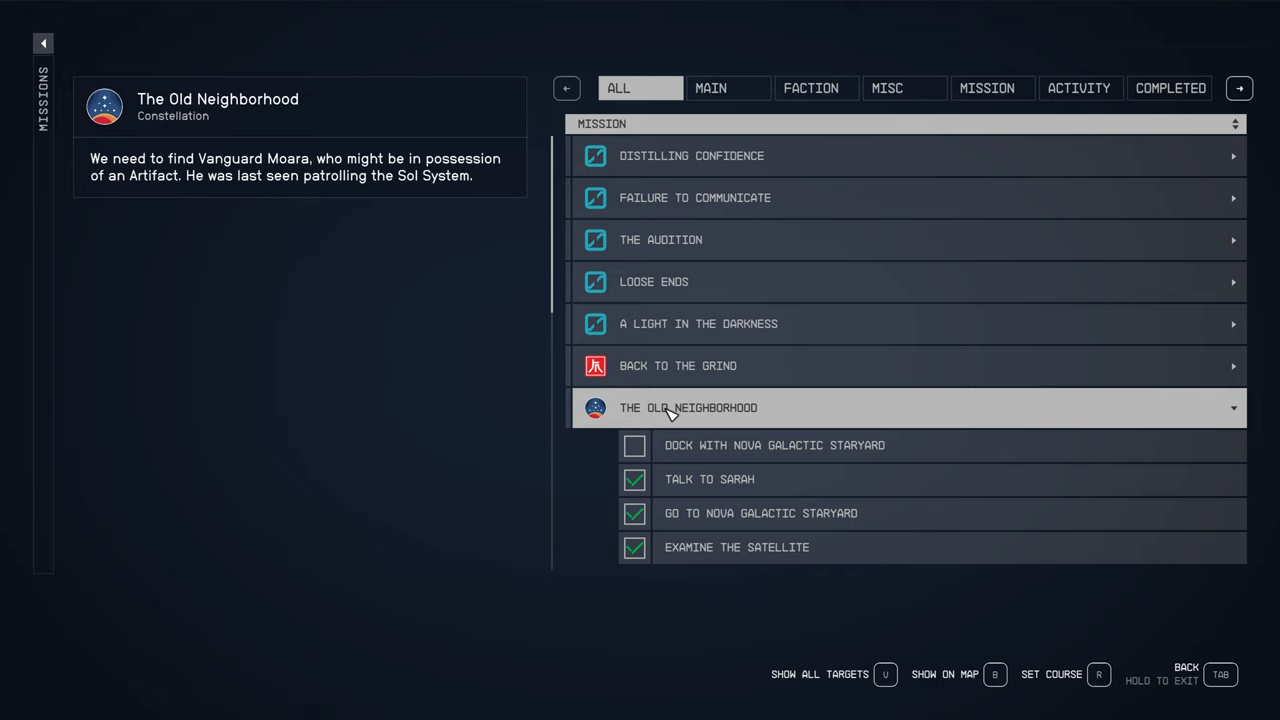 MISSIONS
The Old Neighborhood
Constellation
We need to find Vanguard Moara, who might be in possession
of an Artifact. He was last seen patrolling the Sol System.
ALL
MAIN
FACTION
MISC
MISSION
ACTIVITY
COMPLETED
MISSION
DISTILLING CONFIDENCE
FAILURE TO COMMUNICATE
THE AUDITION
LOOSE ENDS
A LIGHT IN THE DARKNESS
BACK TO THE GRIND
THE OLD NEIGHBORHOOD
DOCK WITH NOVA GALACTIC STARYARD
TALK TO SARAH
GO TO NOVA GALACTIC STARYARD
EXAMINE THE SATELLITE
SHOW ALL TARGETS V
SHOW ON MAP B
SET COURSE R
BACK
HOLD TO EXIT
TAB